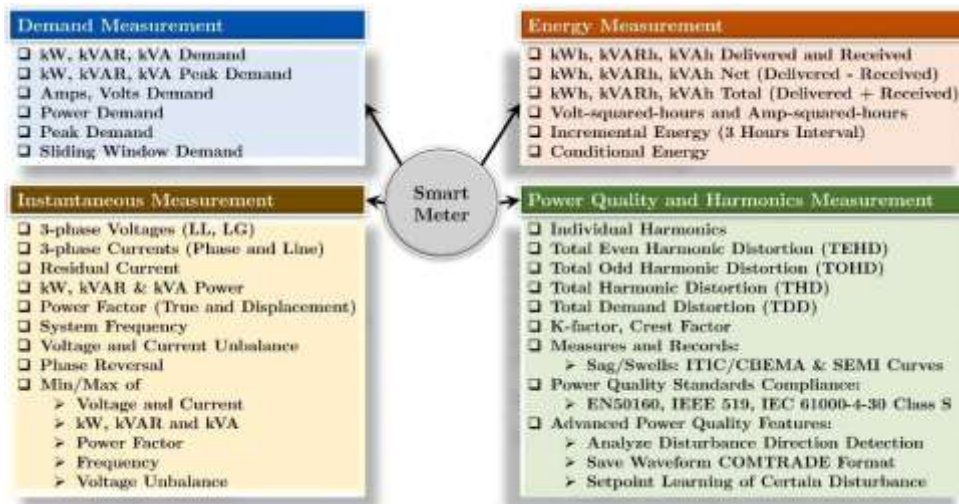 Demand Measurement
❑ kW, kVAR, kVA Demand
❑ kW, kVAR, kVA Peak Demand
❑ Amps, Volts Demand
❑ Power Demand
❑ Peak Demand
❑ Sliding Window Demand
Energy Measurement
❑ kWh, kVARh, kVAh Delivered and Received
❑ kWh, kVARh, kVAh Net (Delivered - Received)
❑ kWh, kVARh, kVAh Total (Delivered + Received)
❑ Volt-squared-hours and Amp-squared-hours
❑ Incremental Energy (3 Hours Interval)
❑ Conditional Energy
Smart
Meter
Instantaneous Measurement
❑ 3-phase Voltages (LL, LG)
❑ 3-phase Currents (Phase and Line)
❑ Residual Current
❑ kW, kVAR & kVA Power
❑ Power Factor (True and Displacement)
❑ System Frequency
❑ Voltage and Current Unbalance
❑ Phase Reversal
❑ Min/Max of
➢ Voltage and Current
➢ kW, kVAR and kVA
➢ Power Factor
➢ Frequency
➢ Voltage Unbalance
Power Quality and Harmonics Measurement
❑ Individual Harmonics
❑ Total Even Harmonic Distortion (TEHD)
❑ Total Odd Harmonic Distortion (TOHD)
❑ Total Harmonic Distortion (THD)
❑ Total Demand Distortion (TDD)
❑ K-factor, Crest Factor
❑ Measures and Records:
➢ Sag/Swells: ITIC/CBEMA & SEMI Curves
❑ Power Quality Standards Compliance:
➢ EN50160, IEEE 519, IEC 61000-4-30 Class S
❑ Advanced Power Quality Features:
➢ Analyze Disturbance Direction Detection
➢ Save Waveform COMTRADE Format
➢ Setpoint Learning of Certain Disturbance